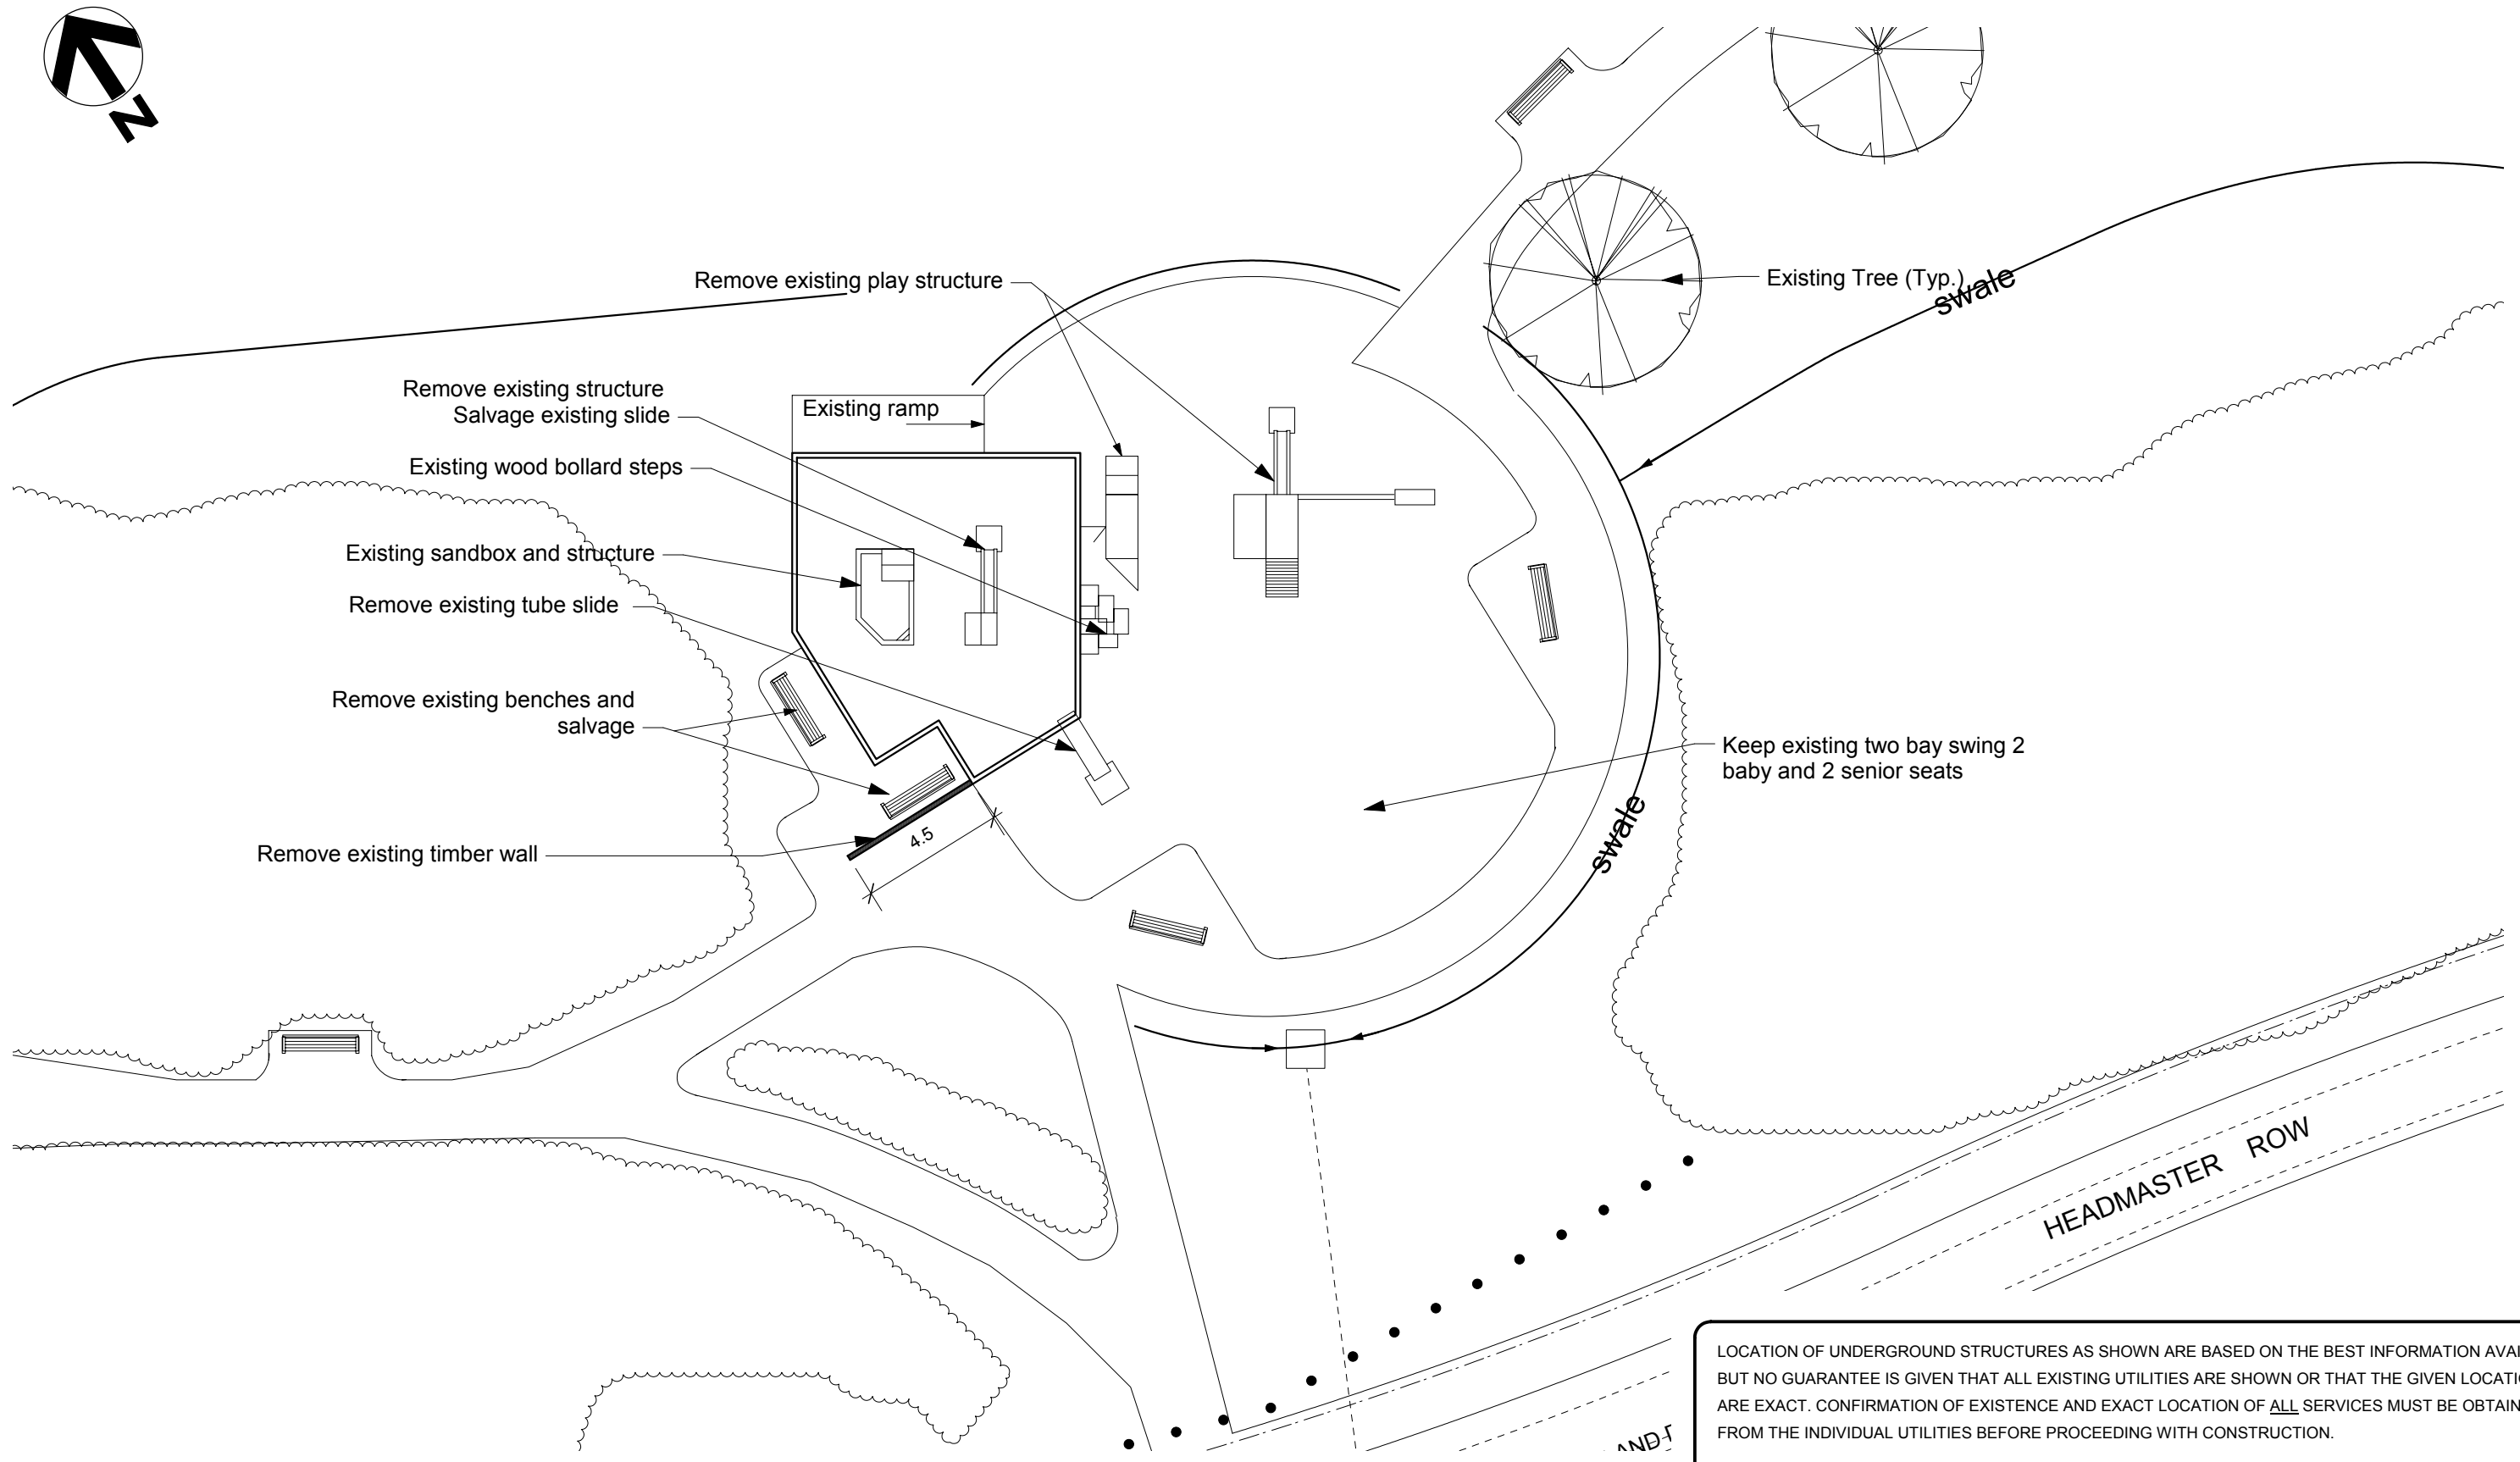 N
Remove existing play structure
Existing Tree (Typ.)
swale
Remove existing structure
Salvage existing slide
Existing ramp
Existing wood bollard steps
Existing sandbox and structure
Remove existing tube slide
Remove existing benches and
salvage
Keep existing two bay swing 2
baby and 2 senior seats
swale
4.5
Remove existing timber wall
HEADMASTER ROW
LOCATION OF UNDERGROUND STRUCTURES AS SHOWN ARE BASED ON THE BEST INFORMATION AVAI
BUT NO GUARANTEE IS GIVEN THAT ALL EXISTING UTILITIES ARE SHOWN OR THAT THE GIVEN LOCATI
ARE EXACT. CONFIRMATION OF EXISTENCE AND EXACT LOCATION OF ALL SERVICES MUST BE OBTAIN
FROM THE INDIVIDUAL UTILITIES BEFORE PROCEEDING WITH CONSTRUCTION.